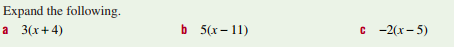 Expand the following.
a 3(x + 4) b 5(x − 11) c −2(x − 5)